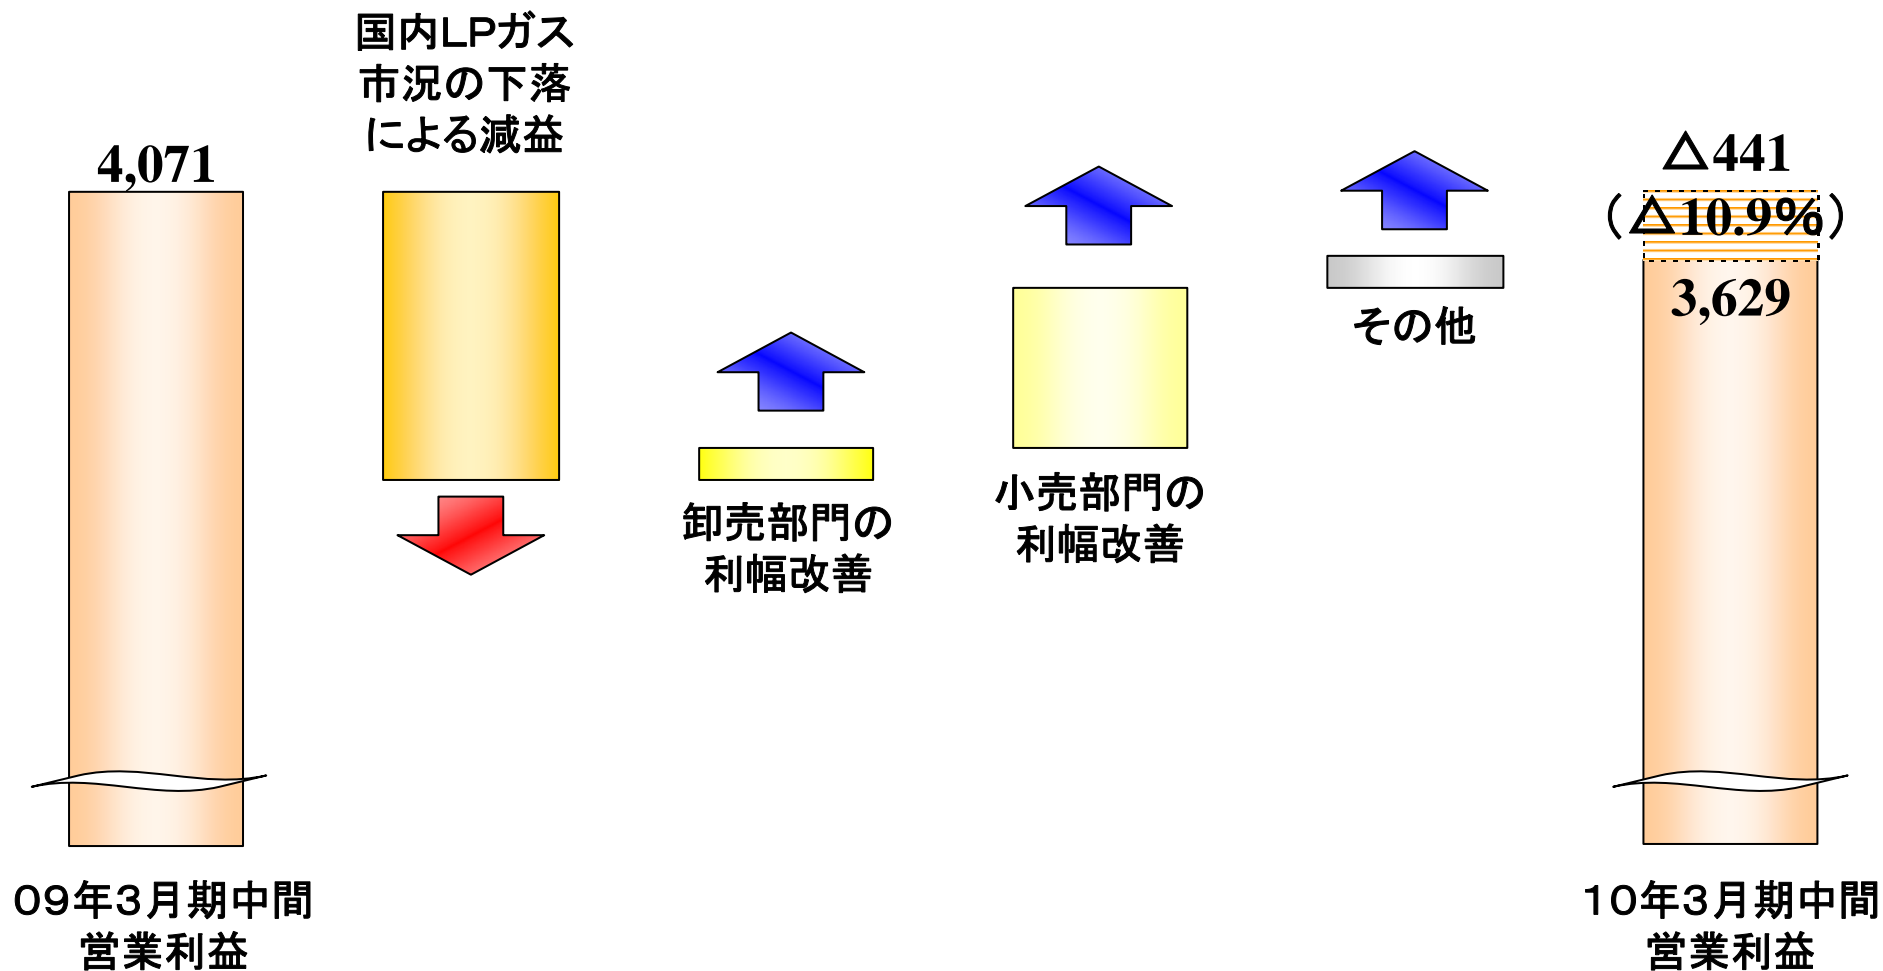 国内ＬＰガス
市況の下落
による減益
4,071
△441
（△10.9％）
3,629
その他
卸売部門の
利幅改善
小売部門の
利幅改善
０９年３月期中間
営業利益
１０年３月期中間
営業利益